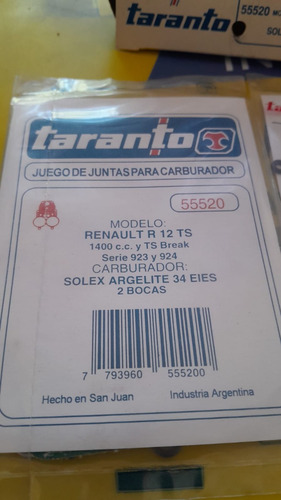 55520
taranto
SOL
taranto
JUEGO DE JUNTAS PARA CARBURADOR
55520
MODELO:
RENAULT R 12 TS
1400 c.c. y TS Break
Serie 923 y 924
CARBURADOR:
SOLEX ARGELITE 34 EIES
2 BOCAS
7 793960 555200
Hecho en San Juan
Industria Argentina